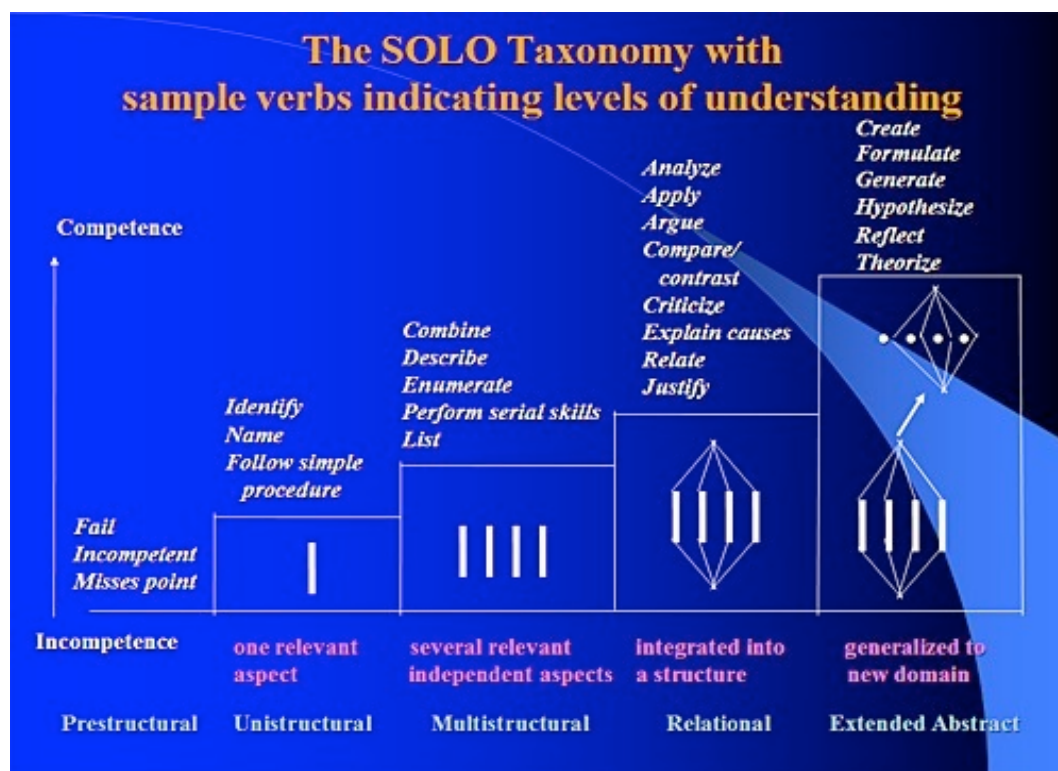 The SOLO Taxonomy with
sample verbs indicating levels of understanding
Competence
Fail
Incompetent
Misses point
Identify
Name
Follow simple
procedure
Combine
Describe
Enumerate
Perform serial skills
List
Analyze
Apply
Argue
Compare/
contrast
Criticize
Explain causes
Relate
Justify
Create
Formulate
Generate
Hypothesize
Reflect
Theorize
Incompetence
one relevant
aspect
several relevant
independent aspects
integrated into
a structure
generalized to
new domain
Prestructural
Unistructural
Multistructural
Relational
Extended Abstract